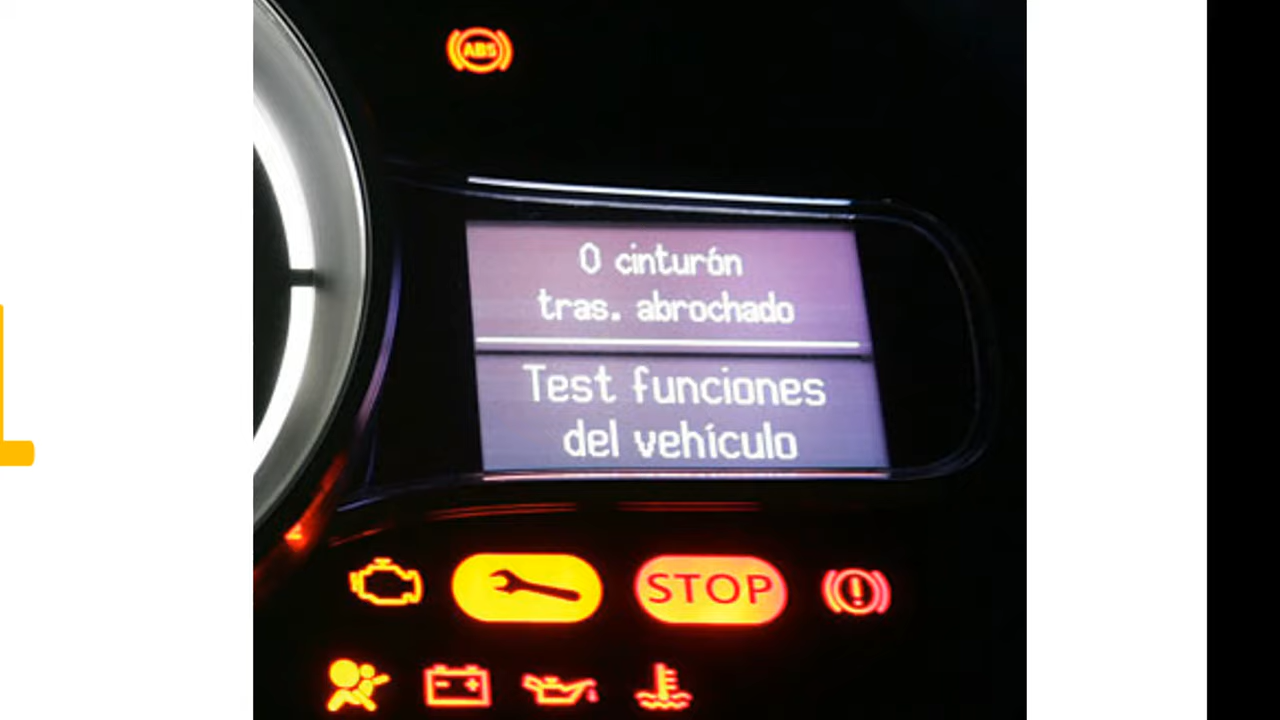 ABS
0 cinturón
tras. abrochado
Test funciones
del vehículo
STOP